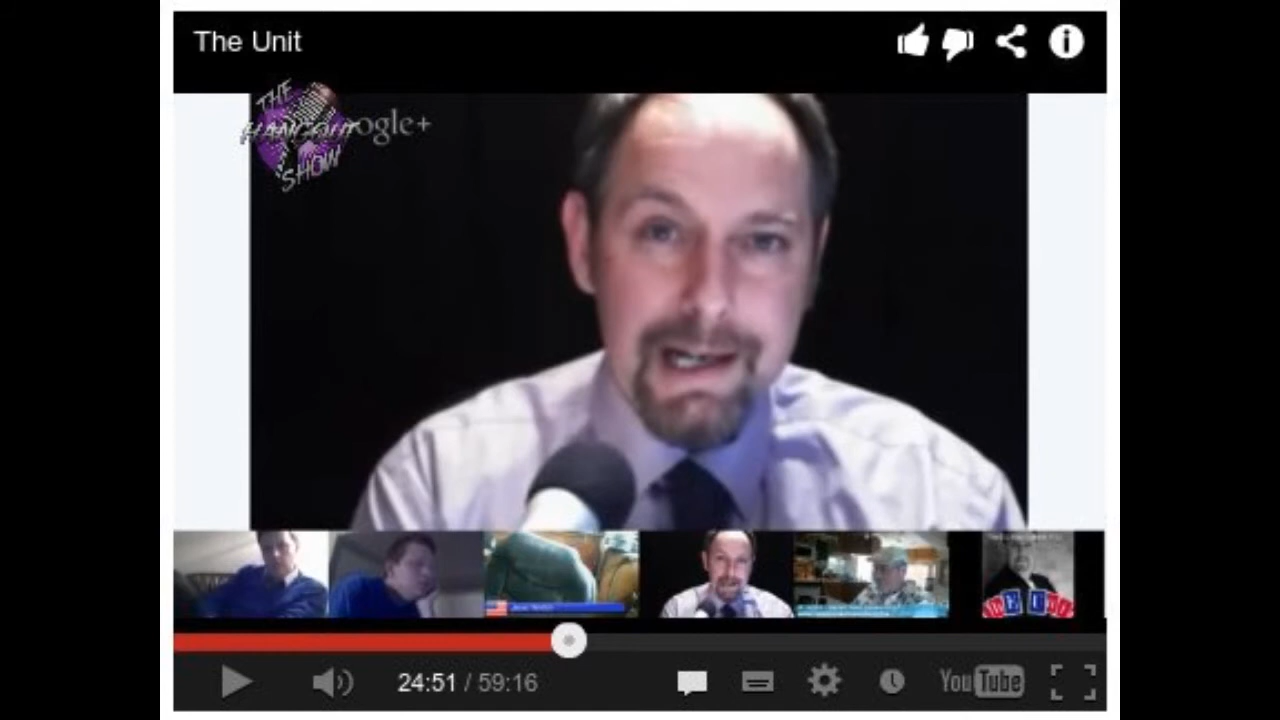 The Unit
THE
HANGOUT
SHOW
ogle+
24:51 / 59:16
YouTube